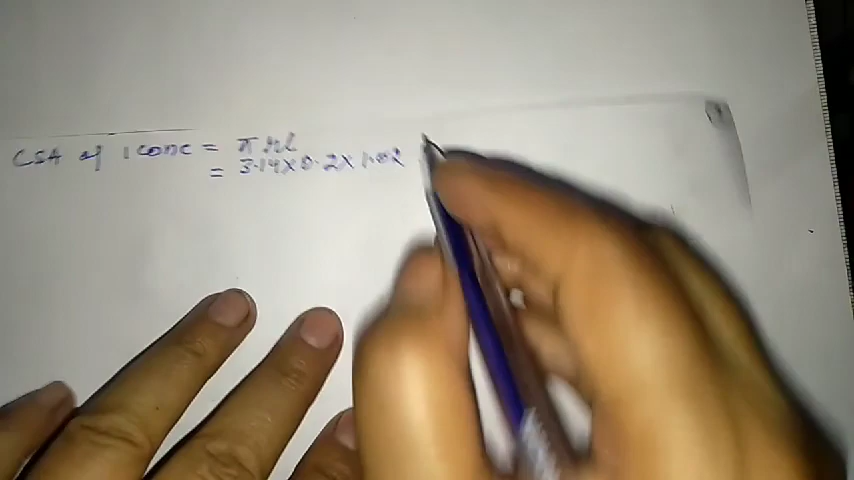 CSA of 1 cone = πrl
= 3.14×0.2×1.02